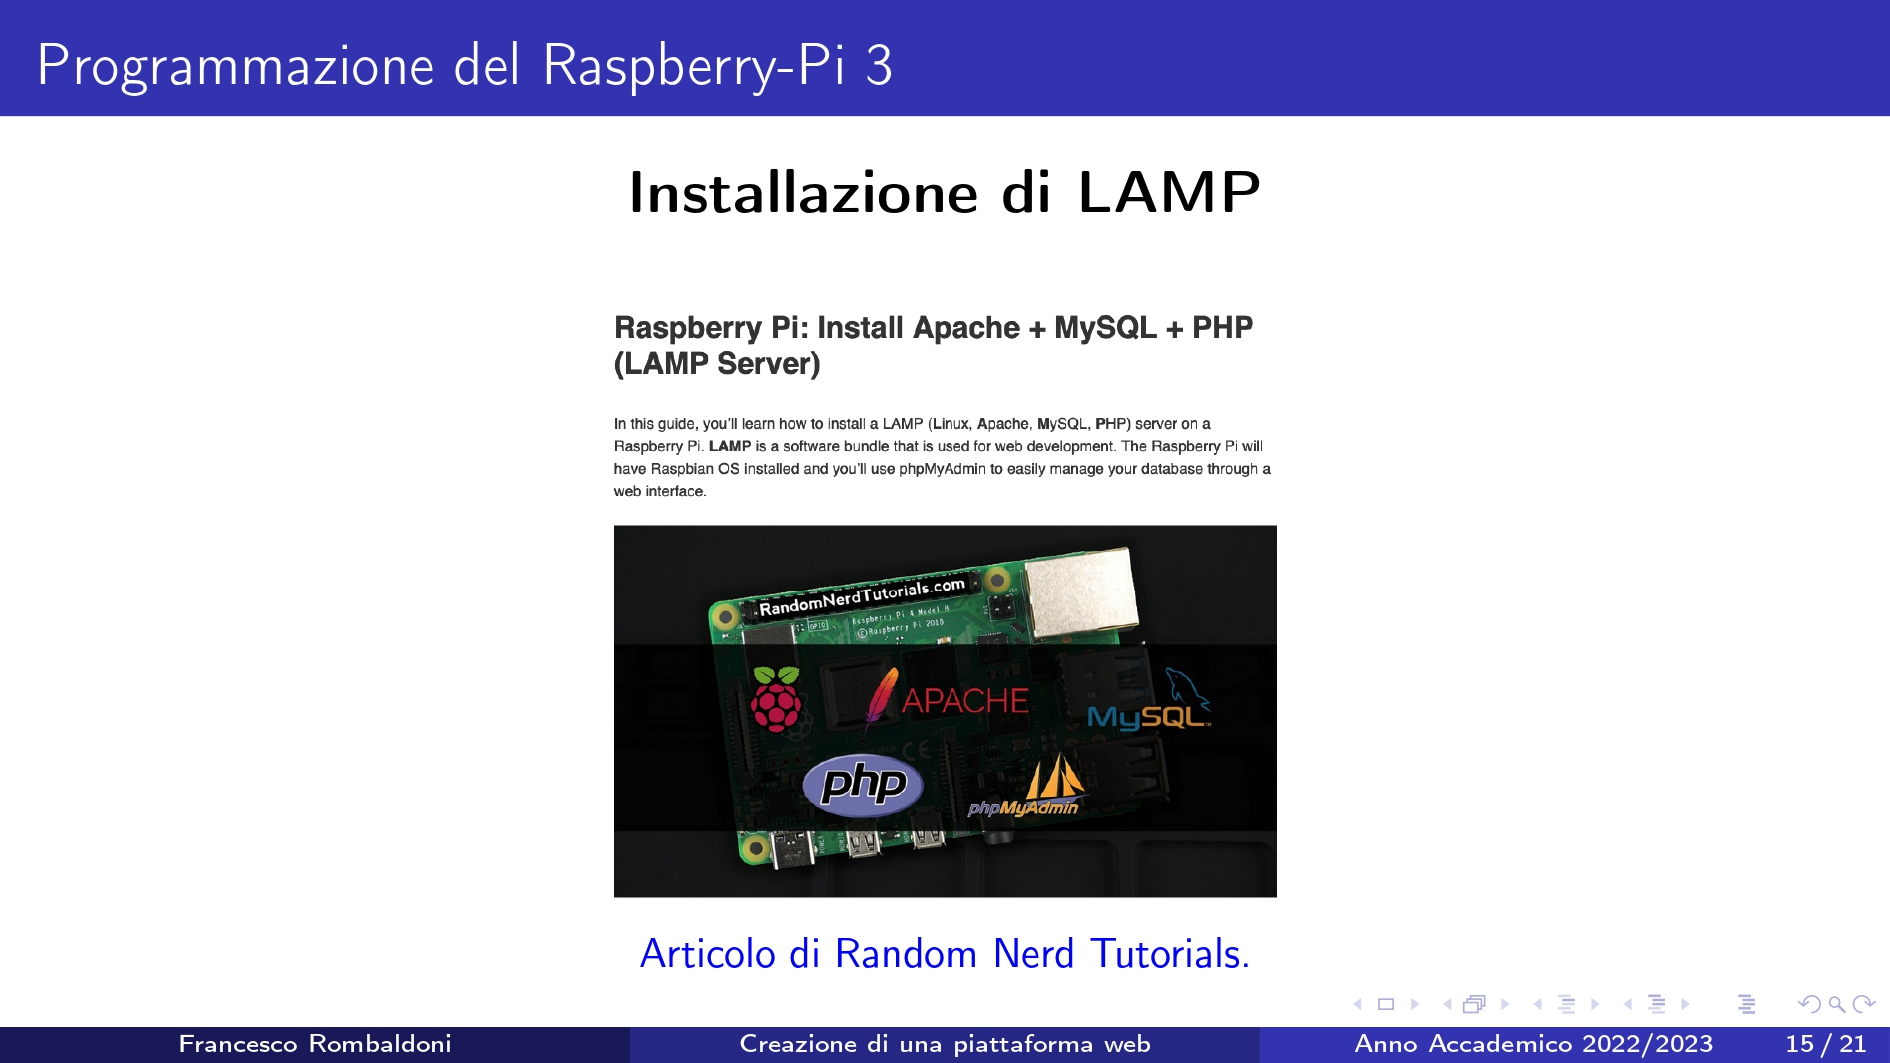 Programmazione del Raspberry-Pi 3
Installazione di LAMP
Raspberry Pi: Install Apache + MySQL + PHP
(LAMP Server)
In this guide, you'll learn how to install a LAMP (Linux, Apache, MySQL, PHP) server on a
Raspberry Pi. LAMP is a software bundle that is used for web development. The Raspberry Pi will
have Raspbian OS installed and you'll use phpMyAdmin to easily manage your database through a
web interface.
RandomNerdTutorials.com
Raspberry Pi 4 Model B
©Raspberry Pi 2018
GPIO
APACHE
MySQL™
php
phpMyAdmin
Articolo di Random Nerd Tutorials.
Francesco Rombaldoni Creazione di una piattaforma web Anno Accademico 2022/2023 15 / 21